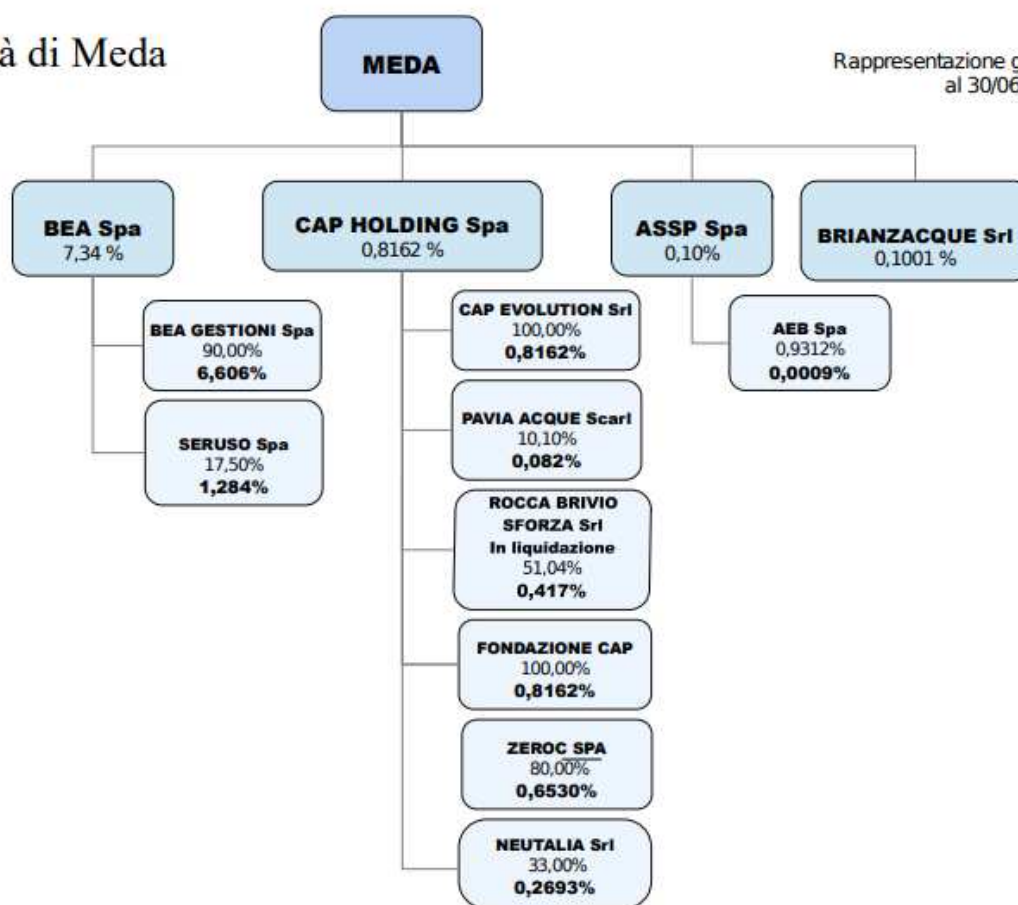 à di Meda
MEDA
Rappresentazione g
al 30/06
BEA Spa
7,34 %
CAP HOLDING Spa
0,8162 %
ASSP Spa
0,10%
BRIANZACQUE Srl
0,1001 %
BEA GESTIONI Spa
90,00%
6,606%
SERUSO Spa
17,50%
1,284%
CAP EVOLUTION Srl
100,00%
0,8162%
PAVIA ACQUE Scarl
10,10%
0,082%
ROCCA BRIVIO
SFORZA Srl
In liquidazione
51,04%
0,417%
FONDAZIONE CAP
100,00%
0,8162%
ZEROC SPA
80,00%
0,6530%
NEUTALIA Srl
33,00%
0,2693%
AEB Spa
0,9312%
0,0009%